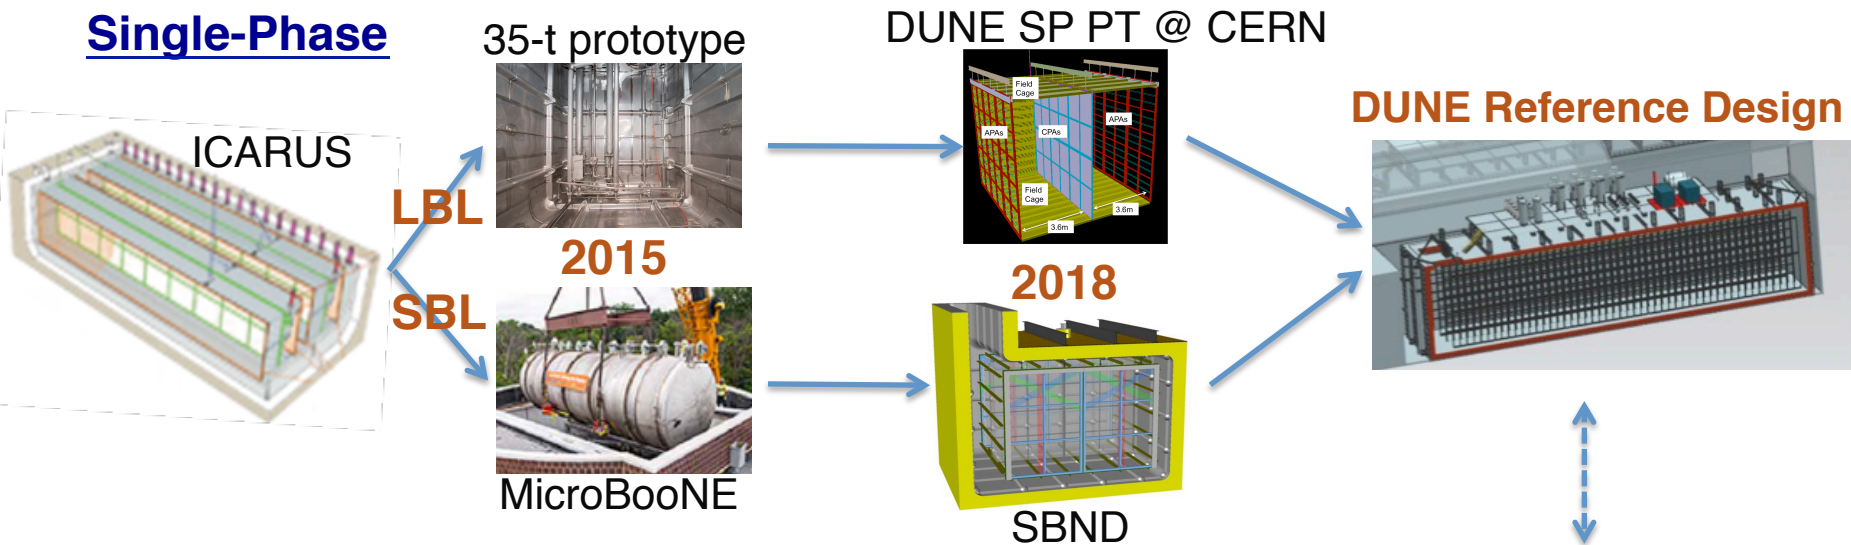 Single-Phase
35-t prototype
DUNE SP PT @ CERN
DUNE Reference Design
ICARUS
LBL
SBL
2015
2018
Field
Cage
APAs
CPAs
APAs
Field
Cage
3.6m
3.6m
MicroBooNE
SBND